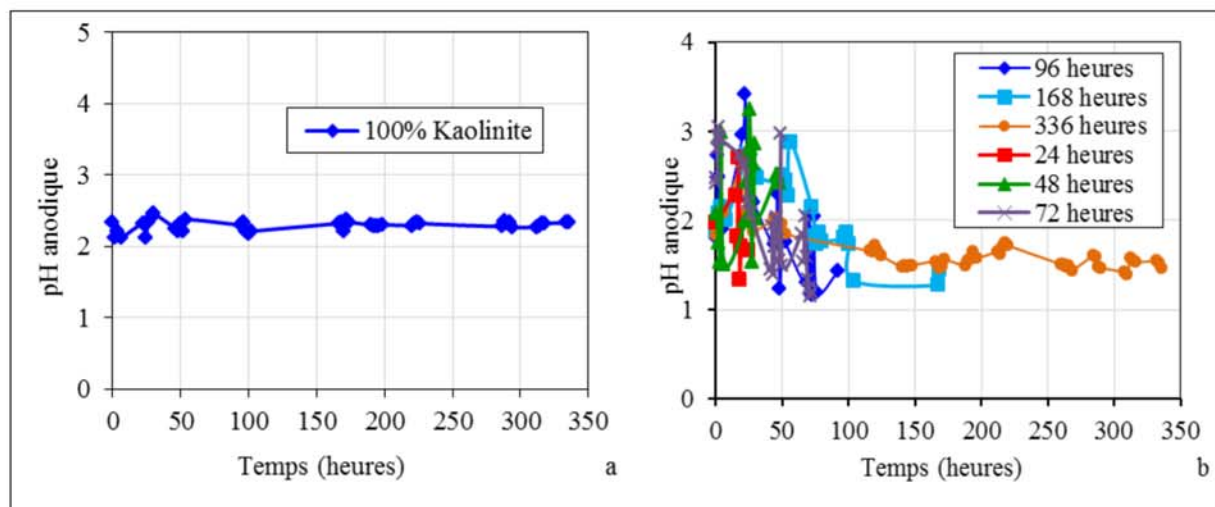 pH anodique
5
4
3
2
1
0
100% Kaolinite
0 50 100 150 200 250 300 350
Temps (heures)
a
pH anodique
4
3
2
1
0
96 heures
168 heures
336 heures
24 heures
48 heures
72 heures
0 50 100 150 200 250 300 350
Temps (heures)
b